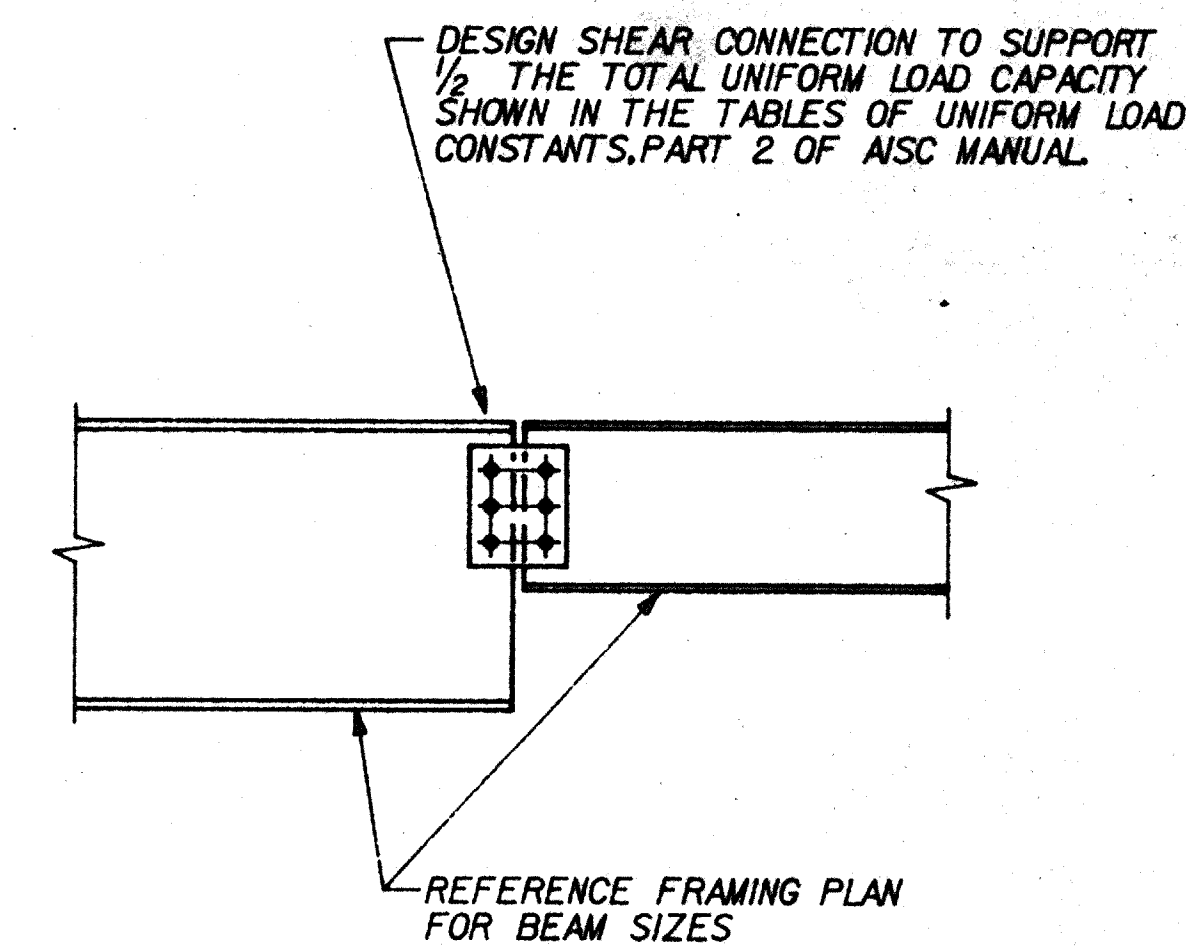 DESIGN SHEAR CONNECTION TO SUPPORT
1/2 THE TOTAL UNIFORM LOAD CAPACITY
SHOWN IN THE TABLES OF UNIFORM LOAD
CONSTANTS, PART 2 OF AISC MANUAL.
REFERENCE FRAMING PLAN
FOR BEAM SIZES